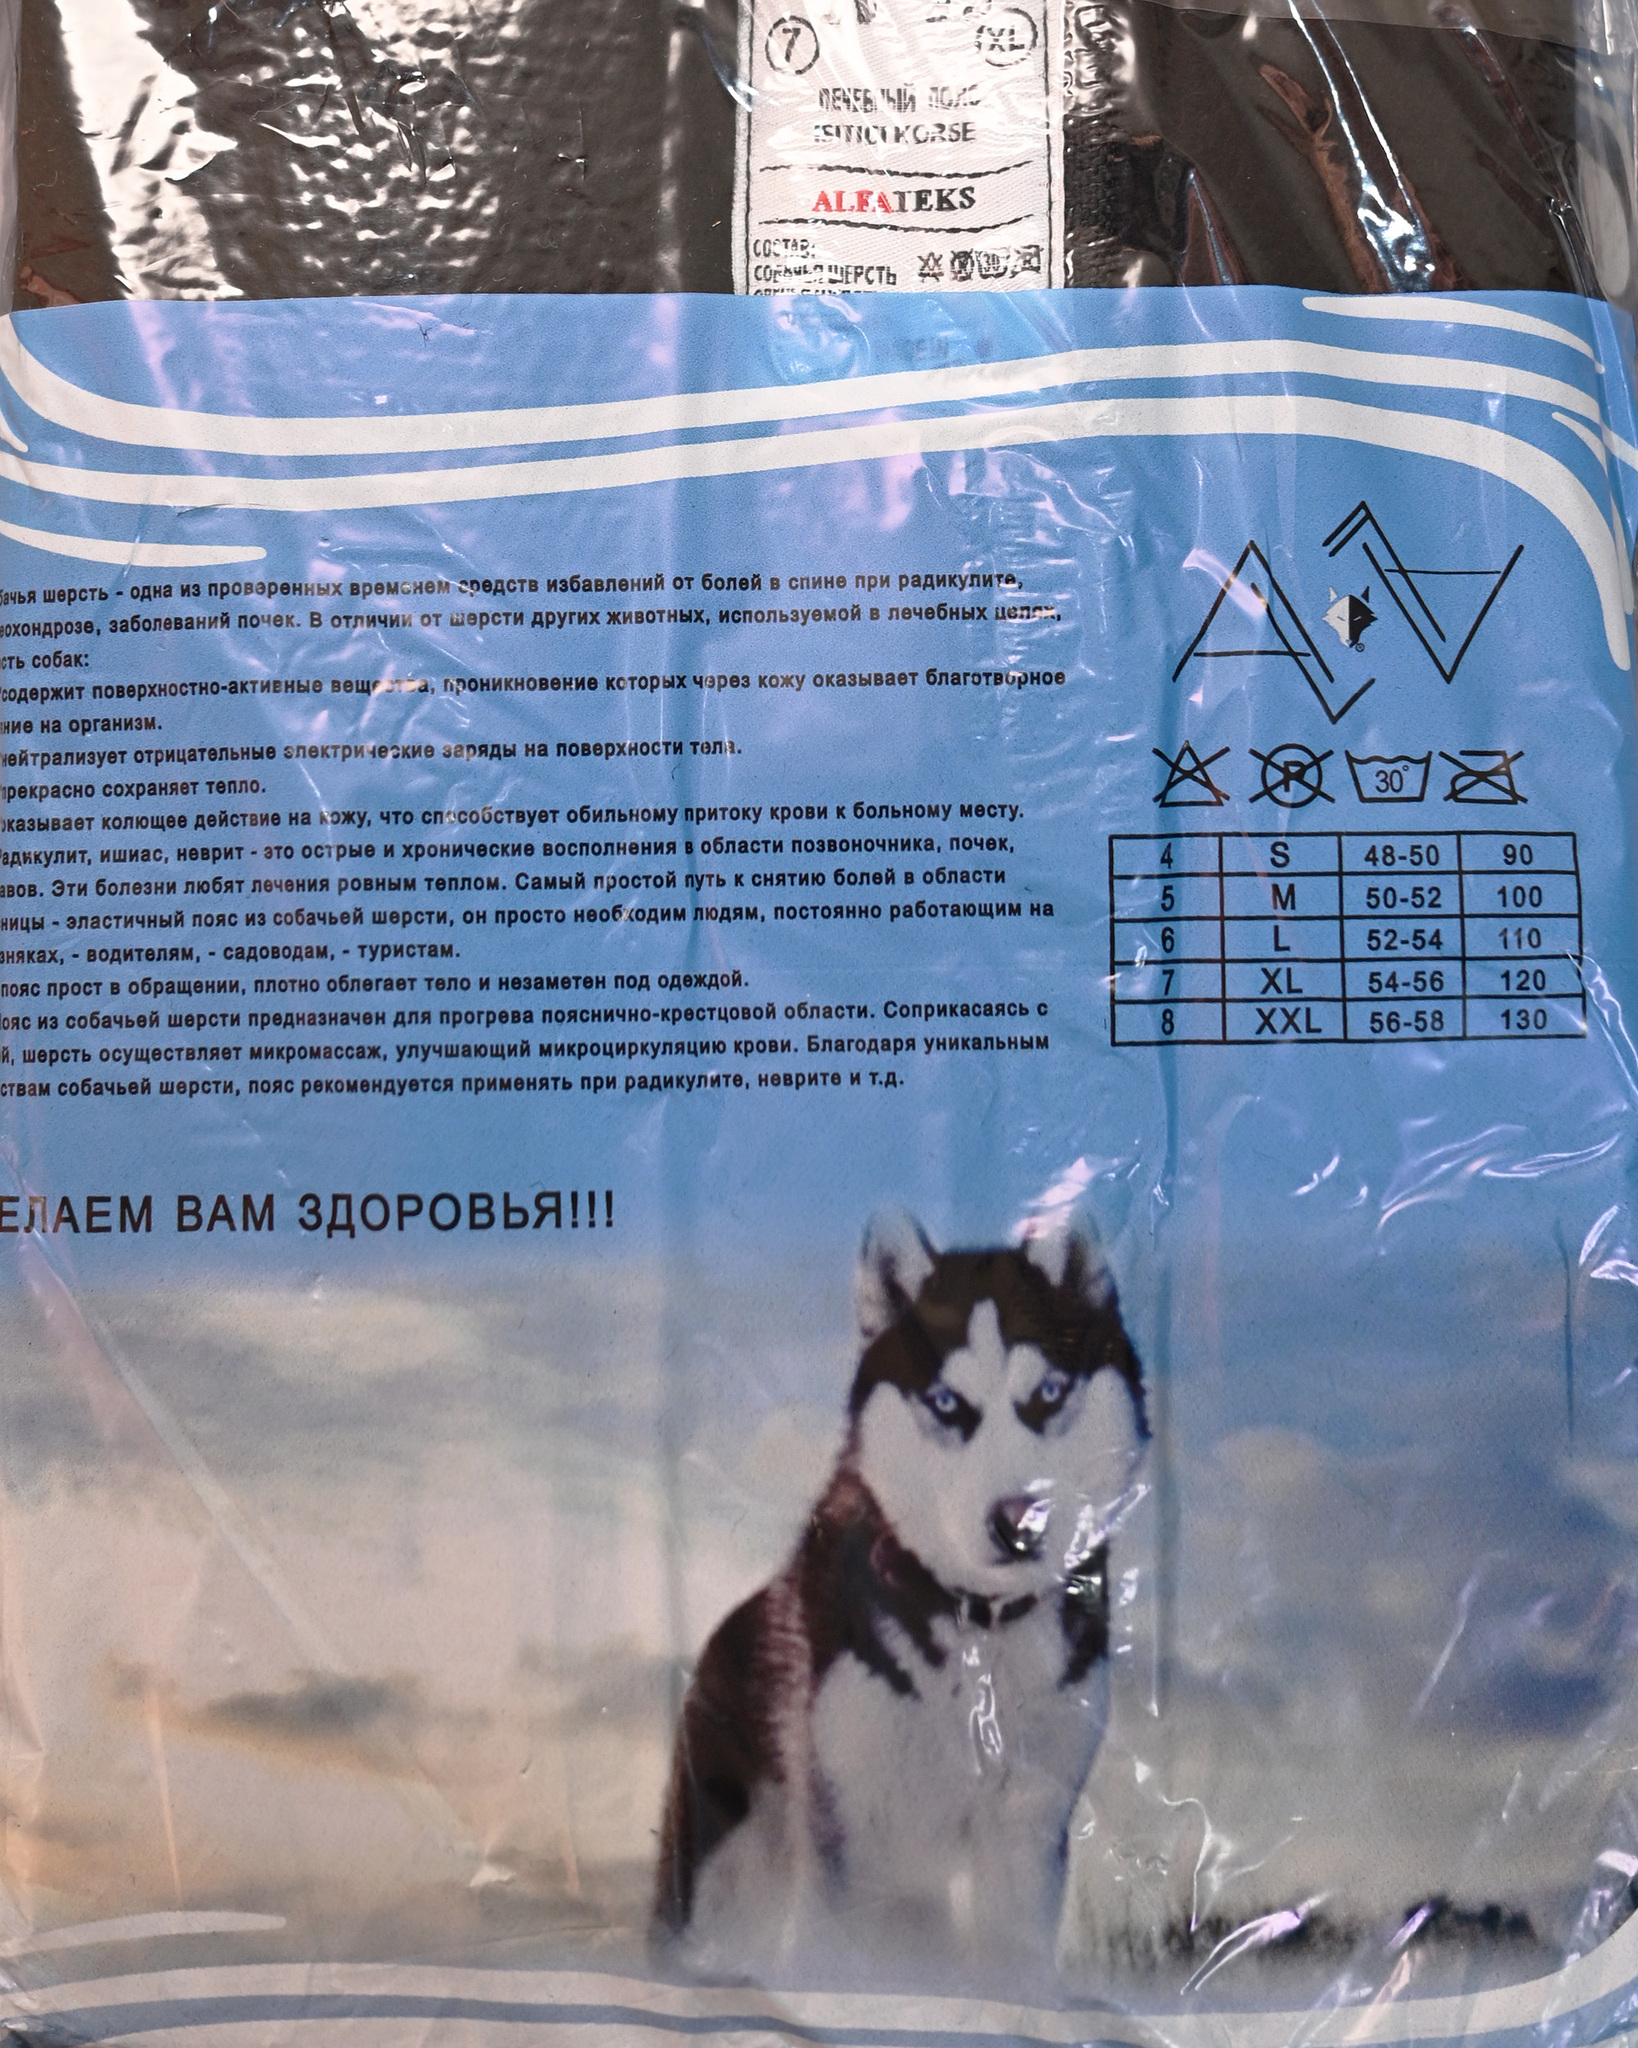 7 XL
ЛЕЧЕБНЫЙ ПОЯС
ISITICI KORSE
ALFATEKS
СОСТАВ:
СОБАЧЬЯ ШЕРСТЬ
бачья шерсть - одна из проверенных временем средств избавлений от болей в спине при радикулите,
еохондрозе, заболеваний почек. В отличии от шерсти других животных, используемой в лечебных целях,
сть собак:
содержит поверхностно-активные вещества, проникновение которых через кожу оказывает благотворное
ние на организм.
нейтрализует отрицательные электрические заряды на поверхности тела.
прекрасно сохраняет тепло.
оказывает колющее действие на кожу, что способствует обильному притоку крови к больному месту.
Радикулит, ишиас, неврит - это острые и хронические восполнения в области позвоночника, почек,
авов. Эти болезни любят лечения ровным теплом. Самый простой путь к снятию болей в области
ницы - эластичный пояс из собачьей шерсти, он просто необходим людям, постоянно работающим на
зняках, - водителям, - садоводам, - туристам.
пояс прост в обращении, плотно облегает тело и незаметен под одеждой.
ояс из собачьей шерсти предназначен для прогрева пояснично-крестцовой области. Соприкасаясь с
й, шерсть осуществляет микромассаж, улучшающий микроциркуляцию крови. Благодаря уникальным
ствам собачьей шерсти, пояс рекомендуется применять при радикулите, неврите и т.д.
P 30°
4 S 48-50 90
5 M 50-52 100
6 L 52-54 110
7 XL 54-56 120
8 XXL 56-58 130
ЕЛАЕМ ВАМ ЗДОРОВЬЯ!!!